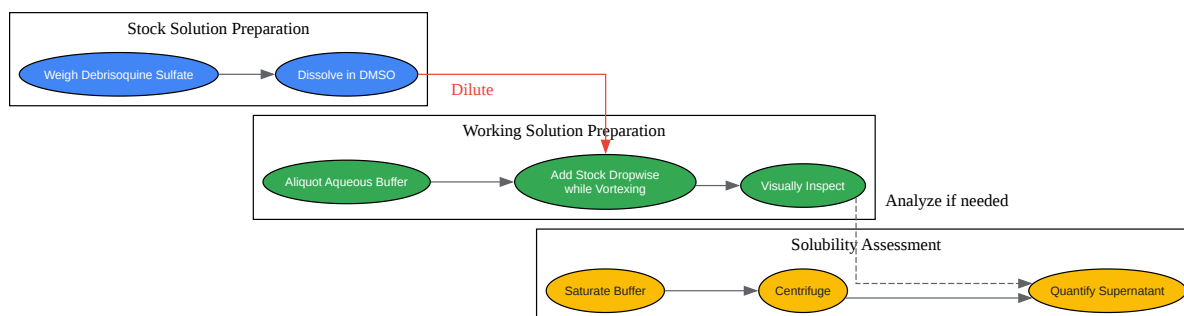 Stock Solution Preparation
Weigh Debrisoquine Sulfate
Dissolve in DMSO
Dilute
Working Solution Preparation
Aliquot Aqueous Buffer
Add Stock Dropwise
while Vortexing
Visually Inspect
Analyze if needed
Solubility Assessment
Saturate Buffer
Centrifuge
Quantify Supernatant